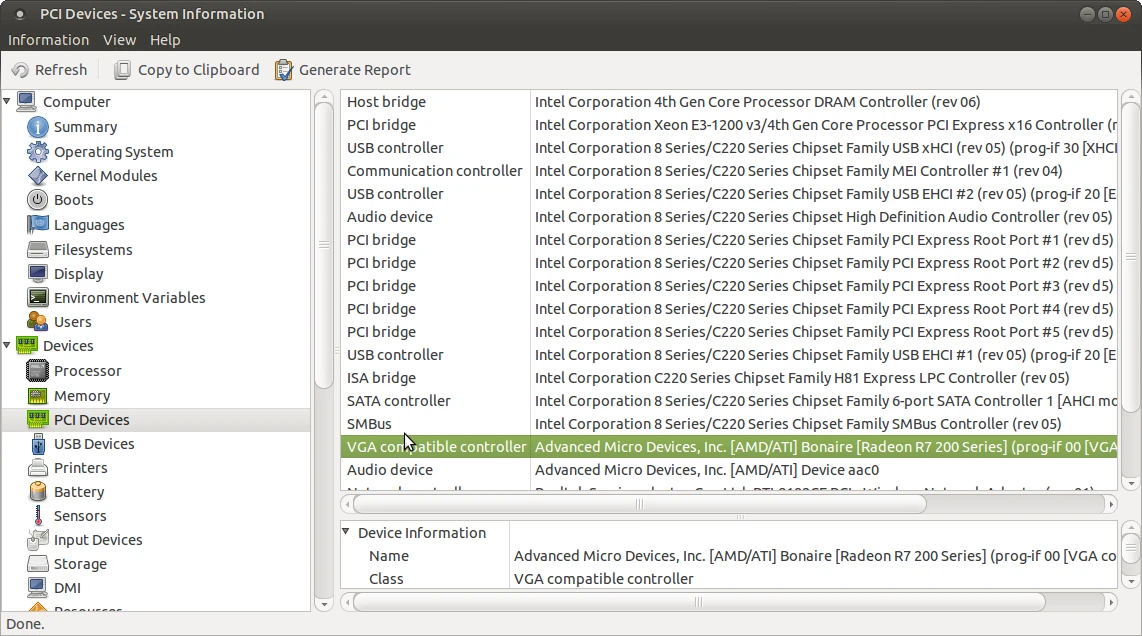 PCI Devices - System Information
Information View Help
Refresh Copy to Clipboard Generate Report
Computer
Summary
Operating System
Kernel Modules
Boots
Languages
Filesystems
Display
Environment Variables
Users
Devices
Processor
Memory
PCI Devices
USB Devices
Printers
Battery
Sensors
Input Devices
Storage
DMI
Resources
Host bridge Intel Corporation 4th Gen Core Processor DRAM Controller (rev 06)
PCI bridge Intel Corporation Xeon E3-1200 v3/4th Gen Core Processor PCI Express x16 Controller (r
USB controller Intel Corporation 8 Series/C220 Series Chipset Family USB xHCI (rev 05) (prog-if 30 [XHCI
Communication controller Intel Corporation 8 Series/C220 Series Chipset Family MEI Controller #1 (rev 04)
USB controller Intel Corporation 8 Series/C220 Series Chipset Family USB EHCI #2 (rev 05) (prog-if 20 [E
Audio device Intel Corporation 8 Series/C220 Series Chipset High Definition Audio Controller (rev 05)
PCI bridge Intel Corporation 8 Series/C220 Series Chipset Family PCI Express Root Port #1 (rev d5)
PCI bridge Intel Corporation 8 Series/C220 Series Chipset Family PCI Express Root Port #2 (rev d5)
PCI bridge Intel Corporation 8 Series/C220 Series Chipset Family PCI Express Root Port #3 (rev d5)
PCI bridge Intel Corporation 8 Series/C220 Series Chipset Family PCI Express Root Port #4 (rev d5)
PCI bridge Intel Corporation 8 Series/C220 Series Chipset Family PCI Express Root Port #5 (rev d5)
USB controller Intel Corporation 8 Series/C220 Series Chipset Family USB EHCI #1 (rev 05) (prog-if 20 [E
ISA bridge Intel Corporation C220 Series Chipset Family H81 Express LPC Controller (rev 05)
SATA controller Intel Corporation 8 Series/C220 Series Chipset Family 6-port SATA Controller 1 [AHCI mo
SMBus Intel Corporation 8 Series/C220 Series Chipset Family SMBus Controller (rev 05)
VGA compatible controller Advanced Micro Devices, Inc. [AMD/ATI] Bonaire [Radeon R7 200 Series] (prog-if 00 [VGA
Audio device Advanced Micro Devices, Inc. [AMD/ATI] Device aac0
Device Information
Name Advanced Micro Devices, Inc. [AMD/ATI] Bonaire [Radeon R7 200 Series] (prog-if 00 [VGA co
Class VGA compatible controller
Done.